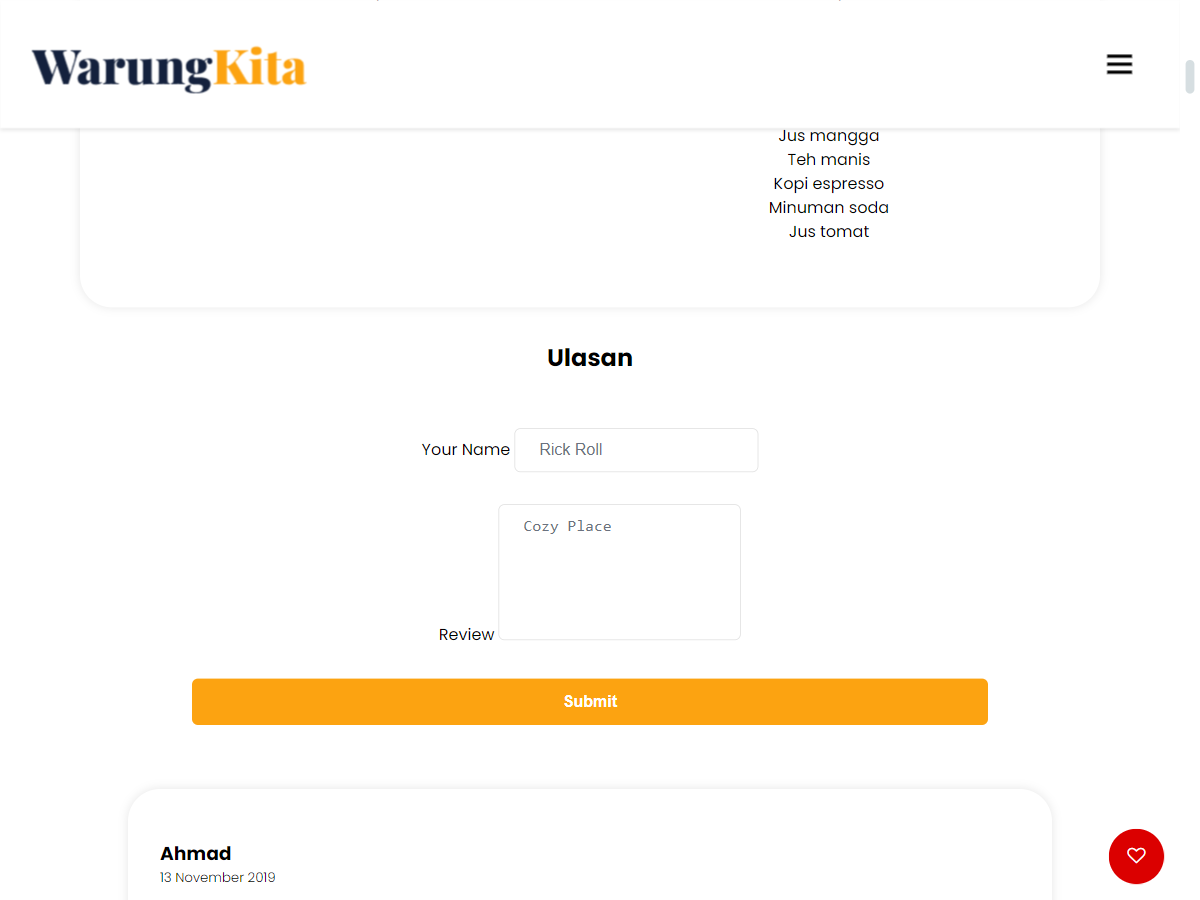 WarungKita
Jus mangga
Teh manis
Kopi espresso
Minuman soda
Jus tomat
Ulasan
Your Name Rick Roll
Cozy Place
Review
Submit
Ahmad
13 November 2019